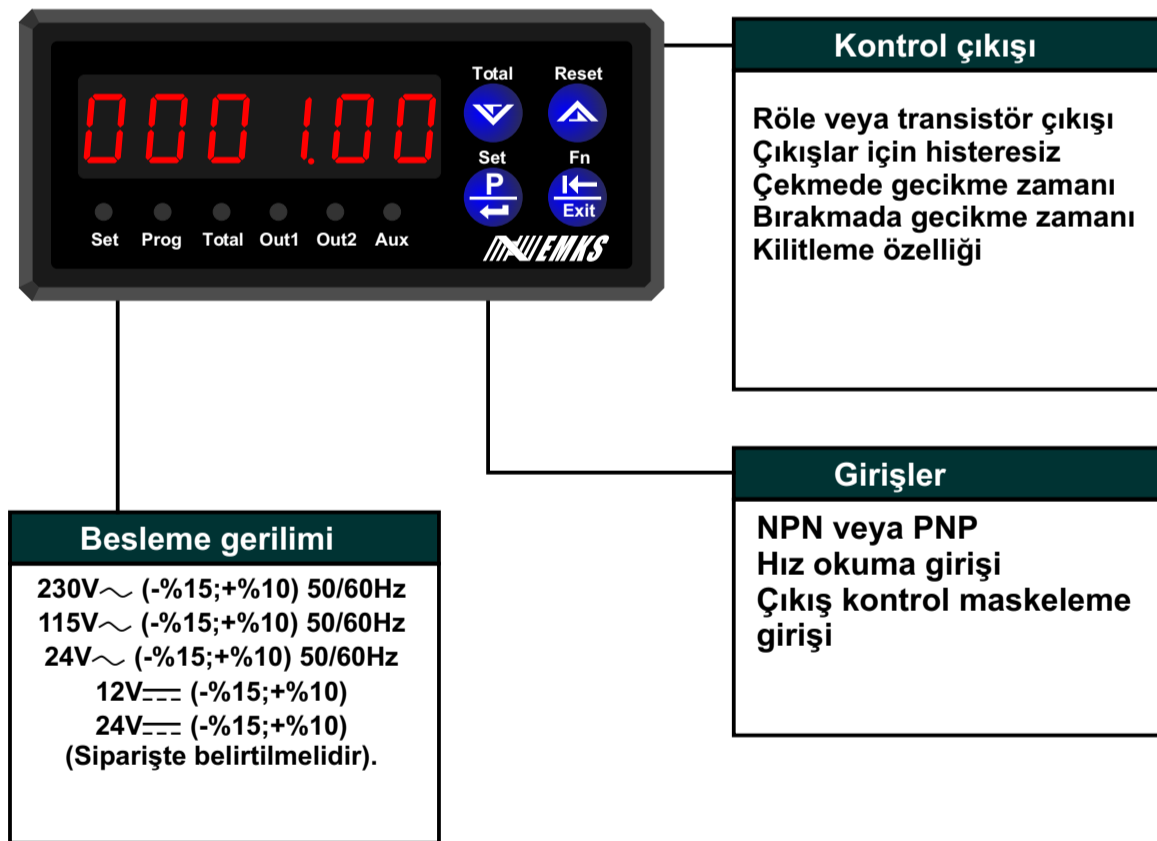 Total Reset
0001.00
Set Fn
P
Exit
Set Prog Total Out1 Out2 Aux
EMKS
Kontrol çıkışı
Röle veya transistör çıkışı
Çıkışlar için histeresiz
Çekmede gecikme zamanı
Bırakmada gecikme zamanı
Kilitleme özelliği
Girişler
NPN veya PNP
Hız okuma girişi
Çıkış kontrol maskeleme
girişi
Besleme gerilimi
230V～ (-%15;+%10) 50/60Hz
115V～ (-%15;+%10) 50/60Hz
24V～ (-%15;+%10) 50/60Hz
12V⎓ (-%15;+%10)
24V⎓ (-%15;+%10)
(Siparişte belirtilmelidir).